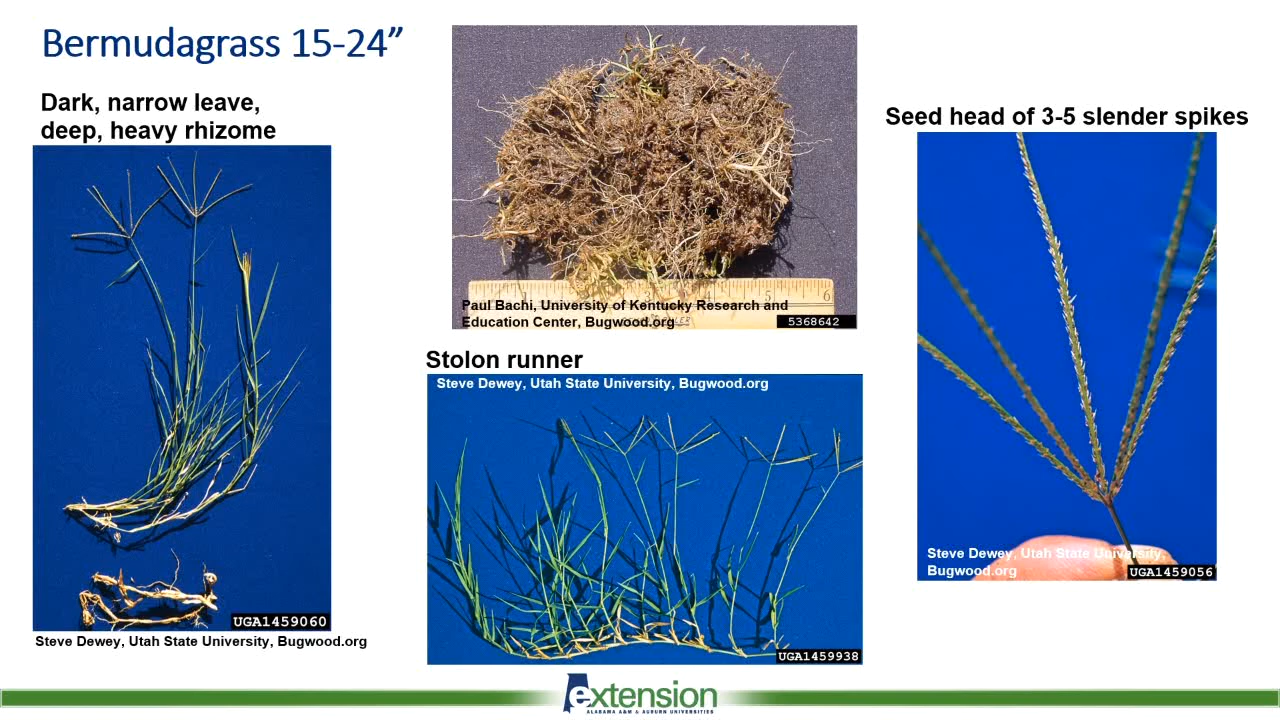 Bermudagrass 15-24”
Dark, narrow leave,
deep, heavy rhizome
UGA1459060
Steve Dewey, Utah State University, Bugwood.org
Paul Bachi, University of Kentucky Research and
Education Center, Bugwood.org
5368642
Stolon runner
Steve Dewey, Utah State University, Bugwood.org
UGA1459938
Seed head of 3-5 slender spikes
Steve Dewey, Utah State University,
Bugwood.org
UGA1459056
extension
ALABAMA A&M & AUBURN UNIVERSITIES